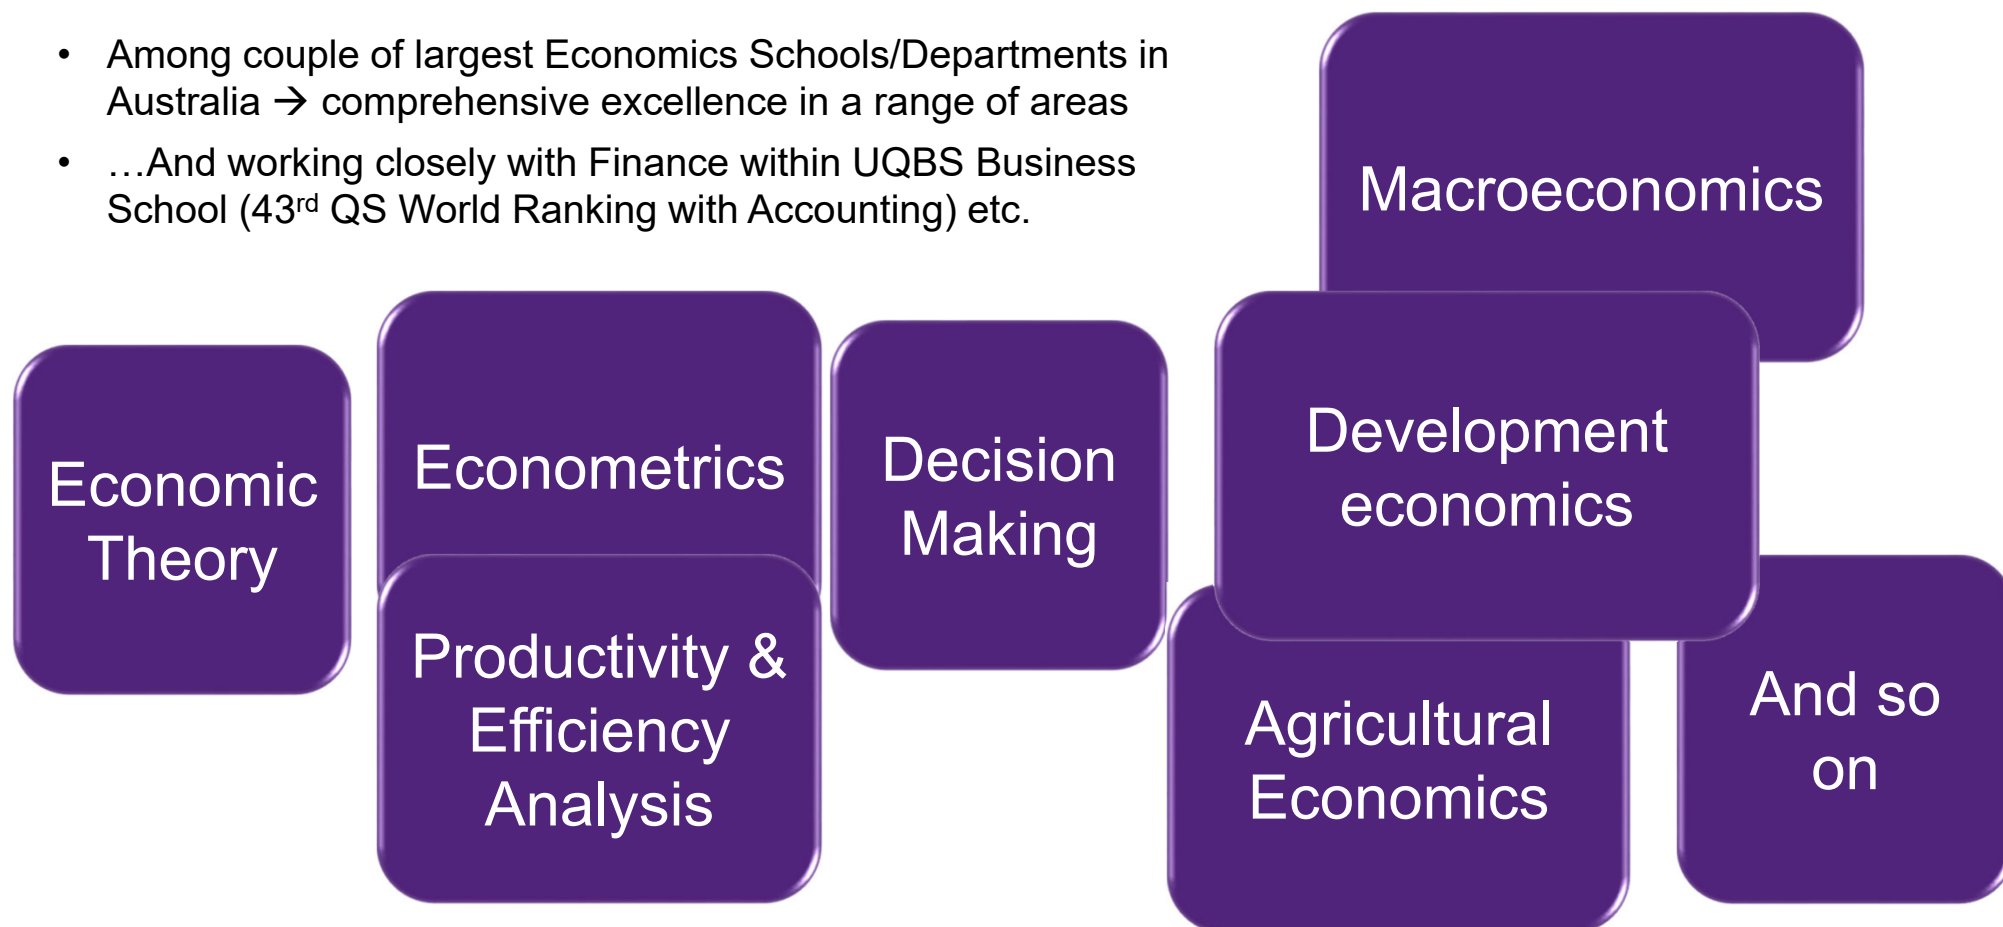 • Among couple of largest Economics Schools/Departments in
Australia → comprehensive excellence in a range of areas
• …And working closely with Finance within UQBS Business
School (43rd QS World Ranking with Accounting) etc.
Macroeconomics
Economic
Theory
Econometrics
Productivity &
Efficiency
Analysis
Decision
Making
Development
economics
Agricultural
Economics
And so
on